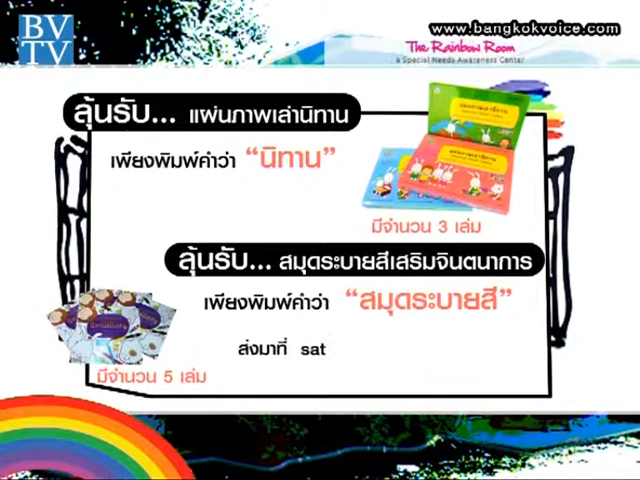 BV
TV
www.bangkokvoice.com
The Rainbow Room
a Special Needs Awareness Center
ลุ้นรับ... แผ่นภาพเล่านิทาน
เพียงพิมพ์คำว่า "นิทาน"
มีจำนวน 3 เล่ม
ลุ้นรับ... สมุดระบายสีเสริมจินตนาการ
เพียงพิมพ์คำว่า "สมุดระบายสี"
ส่งมาที่ sat
มีจำนวน 5 เล่ม